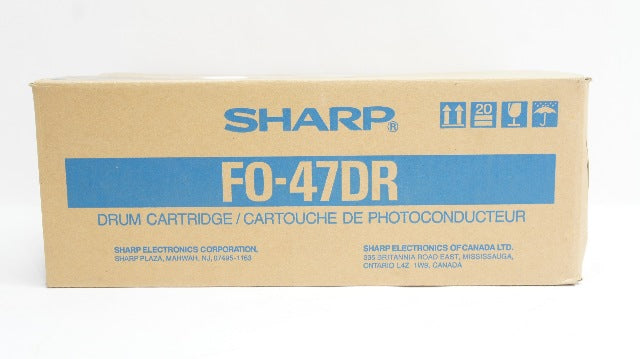 SHARP®
20
FO-47DR
DRUM CARTRIDGE / CARTOUCHE DE PHOTOCONDUCTEUR
SHARP ELECTRONICS CORPORATION.
SHARP PLAZA, MAHWAH, NJ, 07495-1163
SHARP ELECTRONICS OF CANADA LTD.
335 BRITANNIA ROAD EAST, MISSISSAUGA,
ONTARIO L4Z 1W9, CANADA